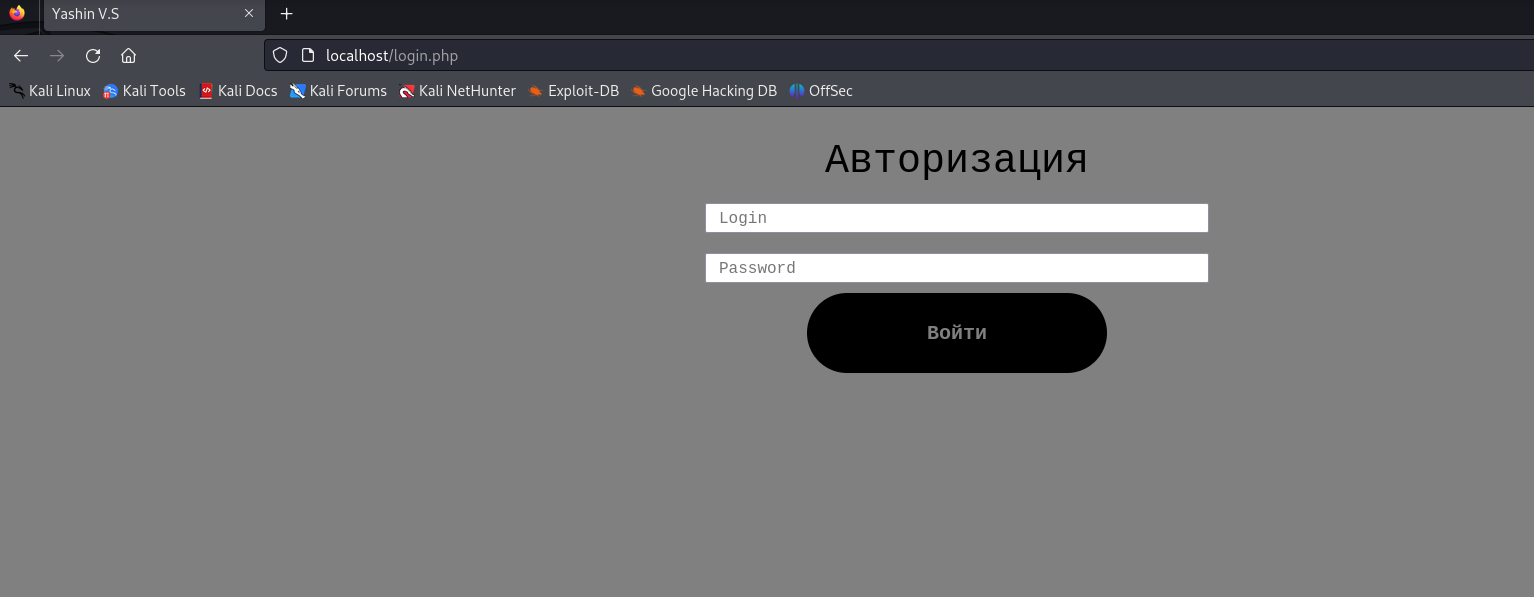 Yashin V.S
localhost/login.php
Kali Linux Kali Tools Kali Docs Kali Forums Kali NetHunter Exploit-DB Google Hacking DB OffSec
Авторизация
Login
Password
Войти